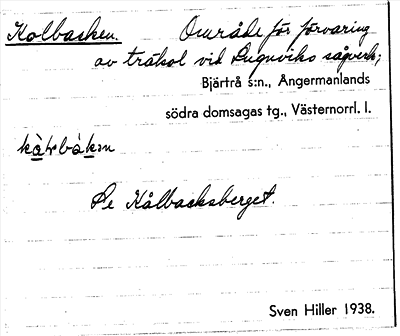 Kolbacken. Område för förvaring
av träkol vid Lugnviks sågverk;
Bjärtrå s:n., Ångermanlands
södra domsagas tg., Västernorrl. l.
Se Kålbacksberget.
Sven Hiller 1938.